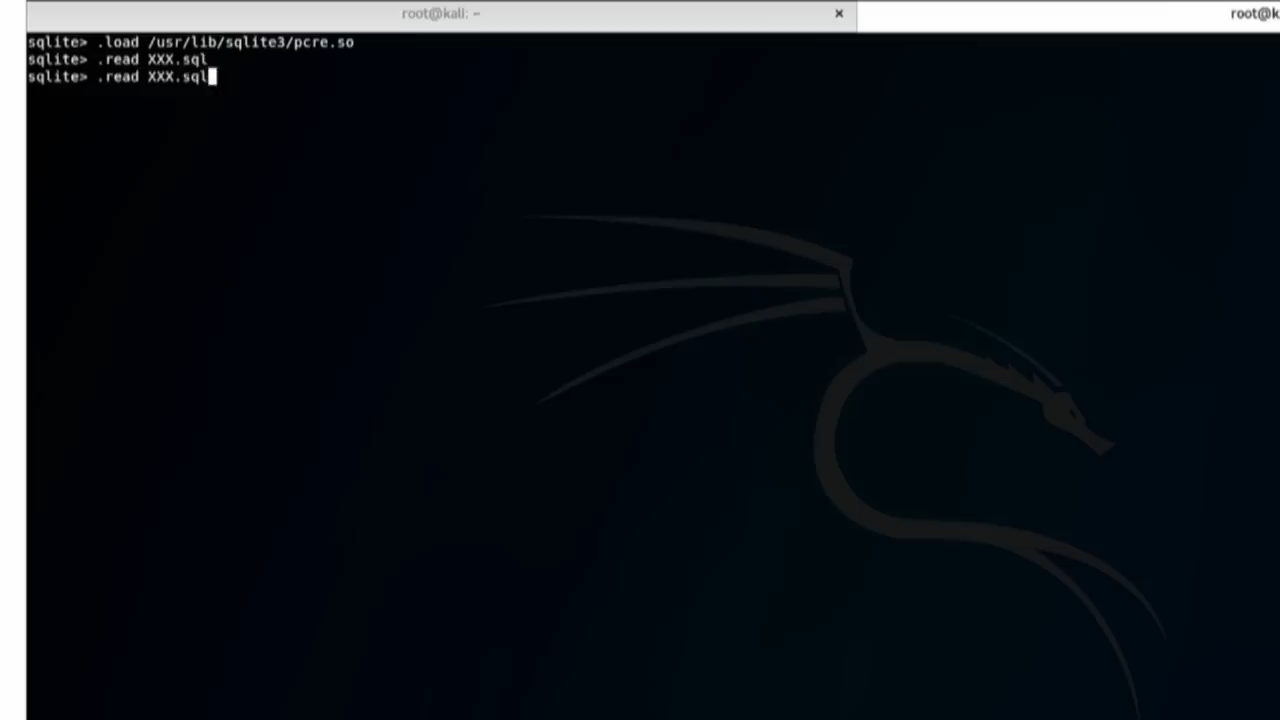 root@kali: ~ × root@k
sqlite> .load /usr/lib/sqlite3/pcre.so
sqlite> .read XXX.sql
sqlite> .read XXX.sql